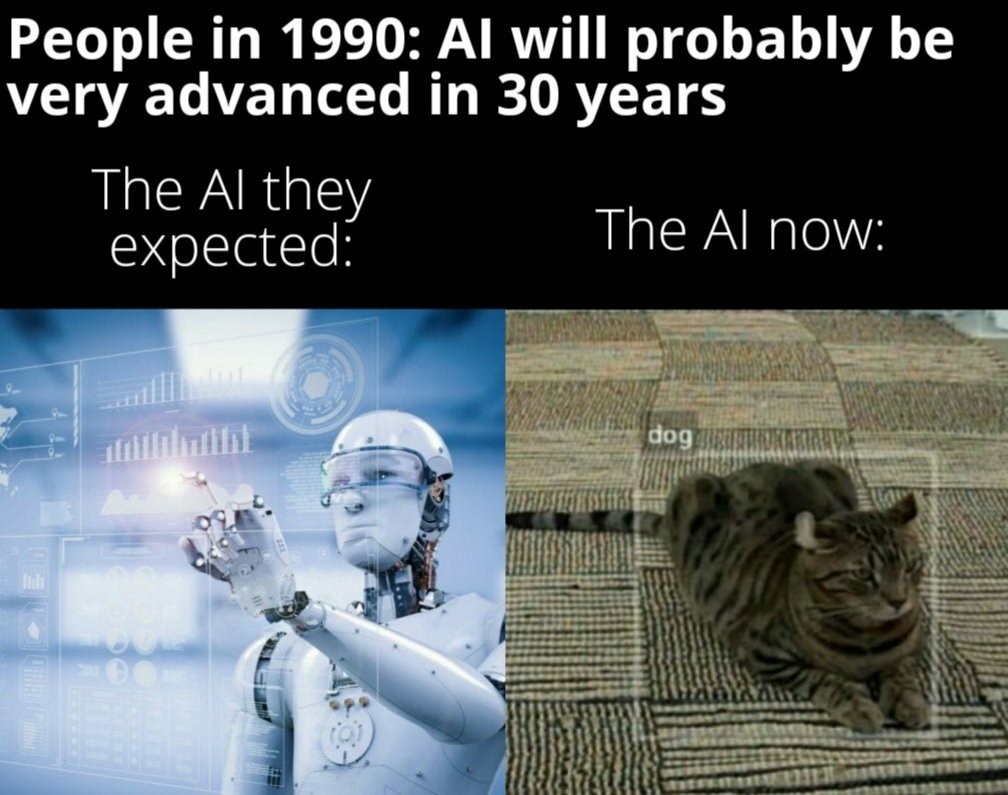 People in 1990: AI will probably be
very advanced in 30 years
The AI they
expected:
The AI now:
dog